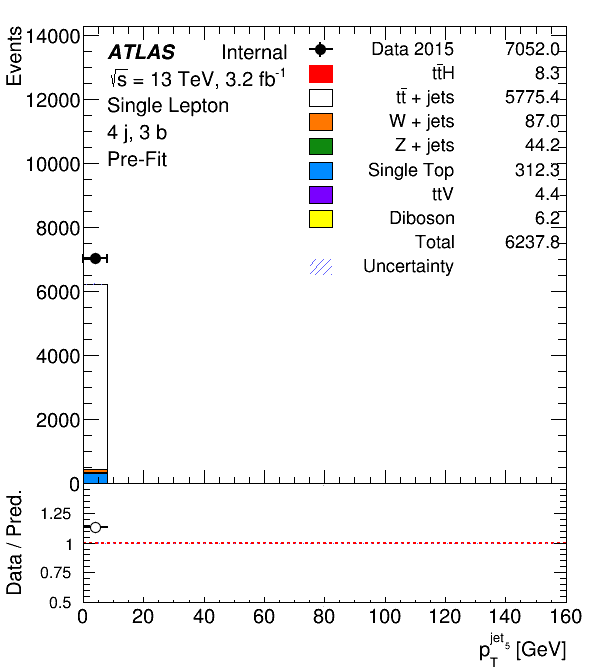 Events
14000
12000
10000
8000
6000
4000
2000
0
ATLAS Internal
√s = 13 TeV, 3.2 fb⁻¹
Single Lepton
4 j, 3 b
Pre-Fit
Data 2015 7052.0
tt̄H 8.3
tt̄ + jets 5775.4
W + jets 87.0
Z + jets 44.2
Single Top 312.3
ttV 4.4
Diboson 6.2
Total 6237.8
Uncertainty
Data / Pred.
1.25
1
0.75
0.5
0 20 40 60 80 100 120 140 160
p_T^jet₅ [GeV]